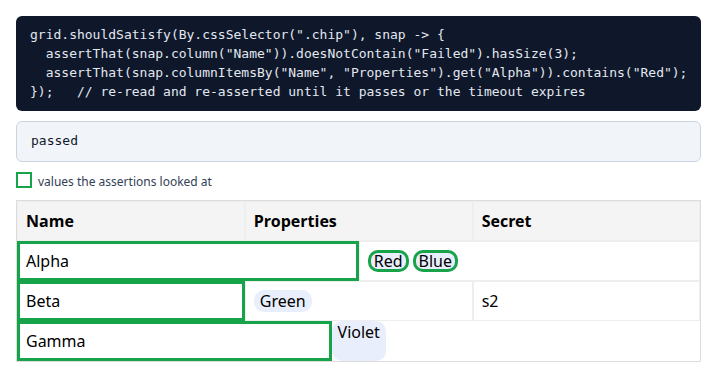 grid.shouldSatisfy(By.cssSelector(".chip"), snap -> {
  assertThat(snap.column("Name")).doesNotContain("Failed").hasSize(3);
  assertThat(snap.columnItemsBy("Name", "Properties").get("Alpha")).contains("Red");
});   // re-read and re-asserted until it passes or the timeout expires
passed
values the assertions looked at
Name Properties Secret
Alpha Red Blue
Beta Green s2
Gamma Violet